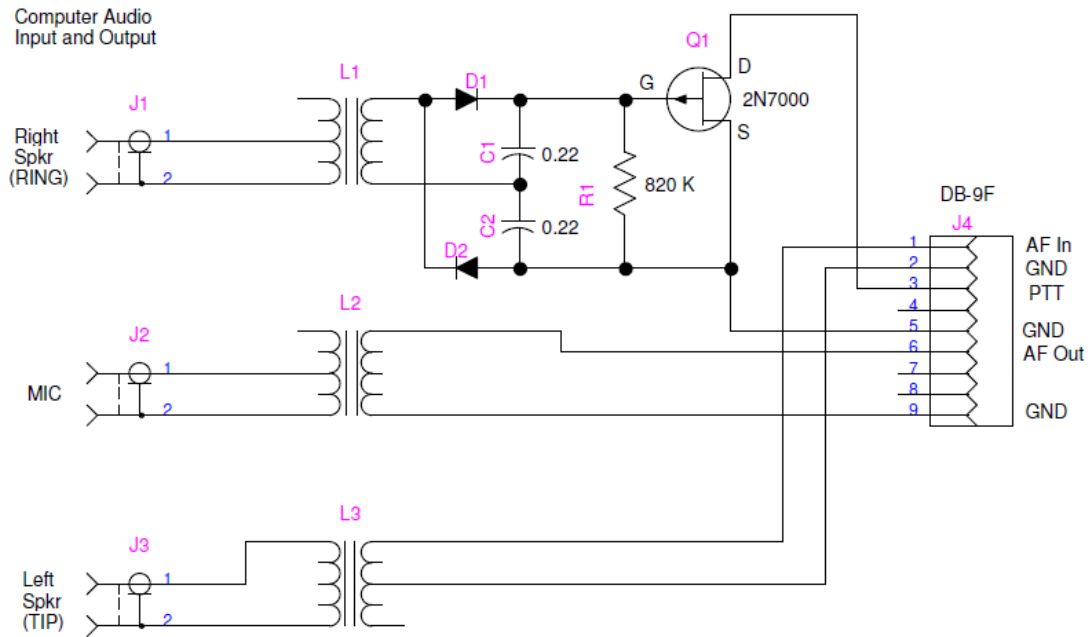 Computer Audio
Input and Output
Q1
D
L1
D1
G
2N7000
J1
S
Right
Spkr
(RING)
1
2
C1
0.22
R1
820 K
C2
0.22
D2
DB-9F
J4
1
AF In
2
GND
3
PTT
4
5
GND
6
AF Out
7
8
9
GND
L2
J2
MIC
1
2
L3
J3
Left
Spkr
(TIP)
1
2